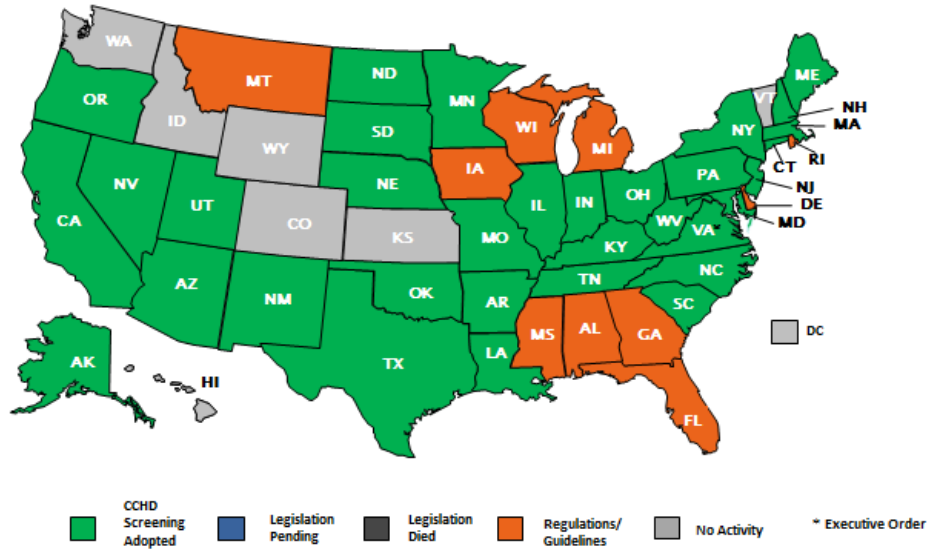 WA
MT
ND
MN
ME
OR
ID
SD
WI
MI
VT
NH
MA
NY
WY
IA
CT
RI
NE
PA
NJ
NV
UT
CO
IL
IN
OH
DE
CA
KS
MO
WV
VA*
MD
KY
AZ
NM
OK
AR
TN
NC
SC
MS
AL
GA
DC
TX
LA
AK
HI
FL
CCHD
Screening
Adopted
Legislation
Pending
Legislation
Died
Regulations/
Guidelines
No Activity
* Executive Order